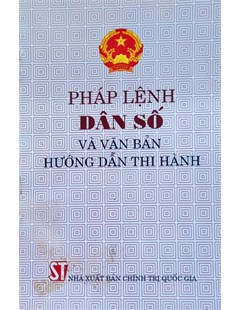 PHÁP LỆNH
DÂN SỐ
VÀ VĂN BẢN
HƯỚNG DẪN THI HÀNH
ST NHÀ XUẤT BẢN CHÍNH TRỊ QUỐC GIA